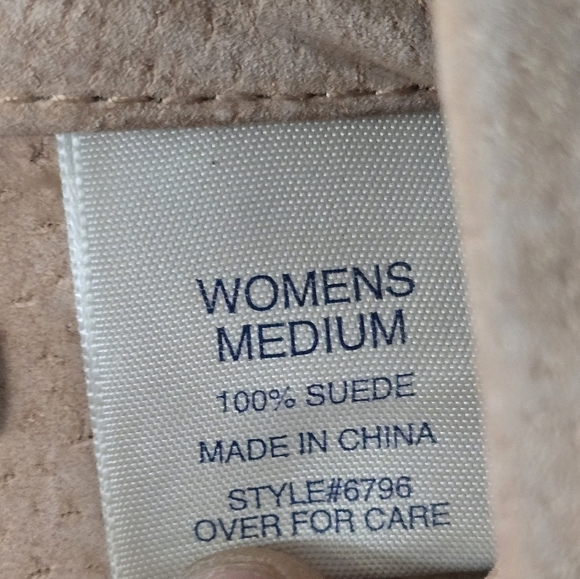 WOMENS
MEDIUM
100% SUEDE
MADE IN CHINA
STYLE#6796
OVER FOR CARE